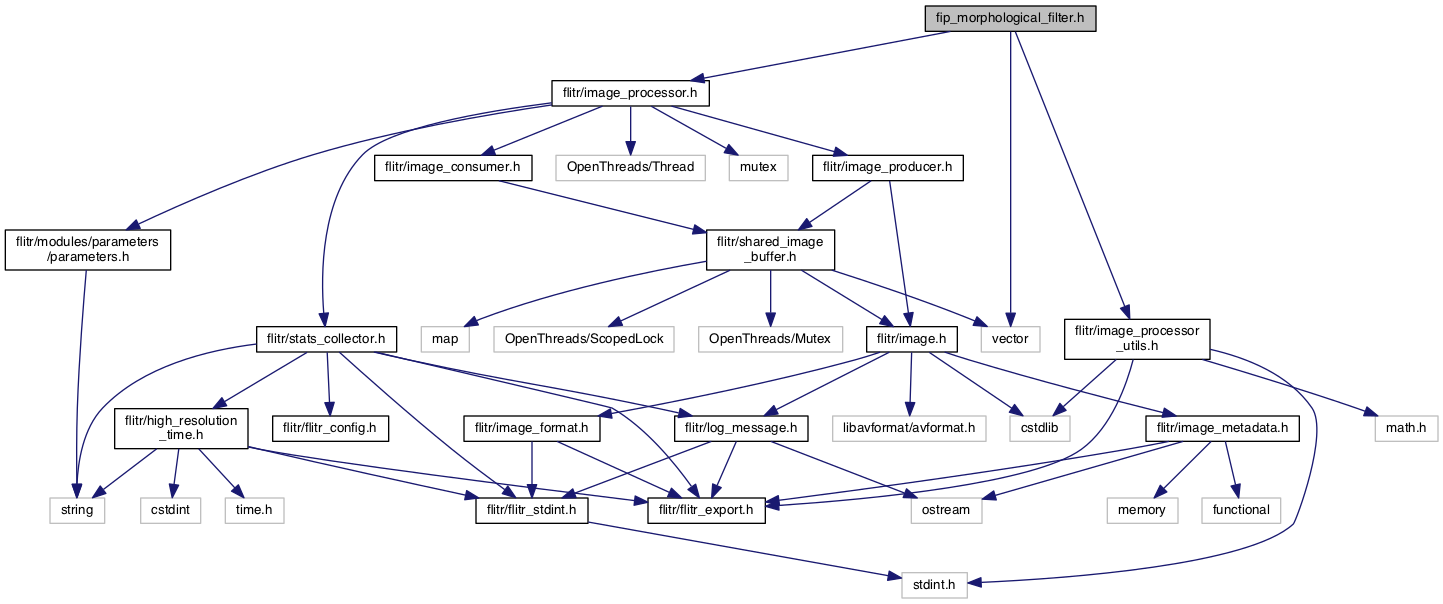 fip_morphological_filter.h
flitr/image_processor.h
flitr/image_consumer.h
OpenThreads/Thread
mutex
flitr/image_producer.h
flitr/modules/parameters
/parameters.h
flitr/shared_image
_buffer.h
flitr/stats_collector.h
map
OpenThreads/ScopedLock
OpenThreads/Mutex
flitr/image.h
vector
flitr/image_processor
_utils.h
flitr/high_resolution
_time.h
flitr/flitr_config.h
flitr/image_format.h
flitr/log_message.h
libavformat/avformat.h
cstdlib
flitr/image_metadata.h
math.h
string
cstdint
time.h
flitr/flitr_stdint.h
flitr/flitr_export.h
ostream
memory
functional
stdint.h